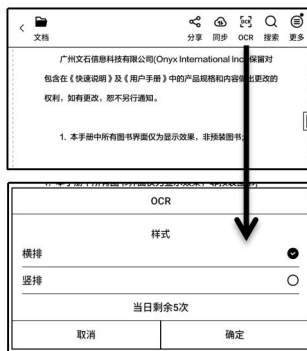 文档
分享 同步 OCR 搜索 更多
广州文石信息科技有限公司(Onyx International Inc.)保留对
包含在《快速说明》及《用户手册》中的产品规格和内容做出更改的
权利，如有更改，恕不另行通知。
1. 本手册中所有图书界面仅为显示效果，非预装图书;
OCR
样式
横排
竖排
当日剩余5次
取消 确定